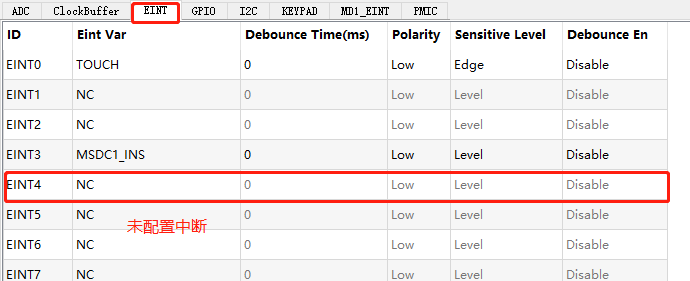 ADC ClockBuffer EINT GPIO I2C KEYPAD MD1_EINT PMIC
ID Eint Var Debounce Time(ms) Polarity Sensitive Level Debounce En
EINT0 TOUCH 0 Low Edge Disable
EINT1 NC 0 Low Level Disable
EINT2 NC 0 Low Level Disable
EINT3 MSDC1_INS 0 Low Level Disable
EINT4 NC 0 Low Level Disable
EINT5 NC 0 Low Level Disable
未配置中断
EINT6 NC 0 Low Level Disable
EINT7 NC 0 Low Level Disable